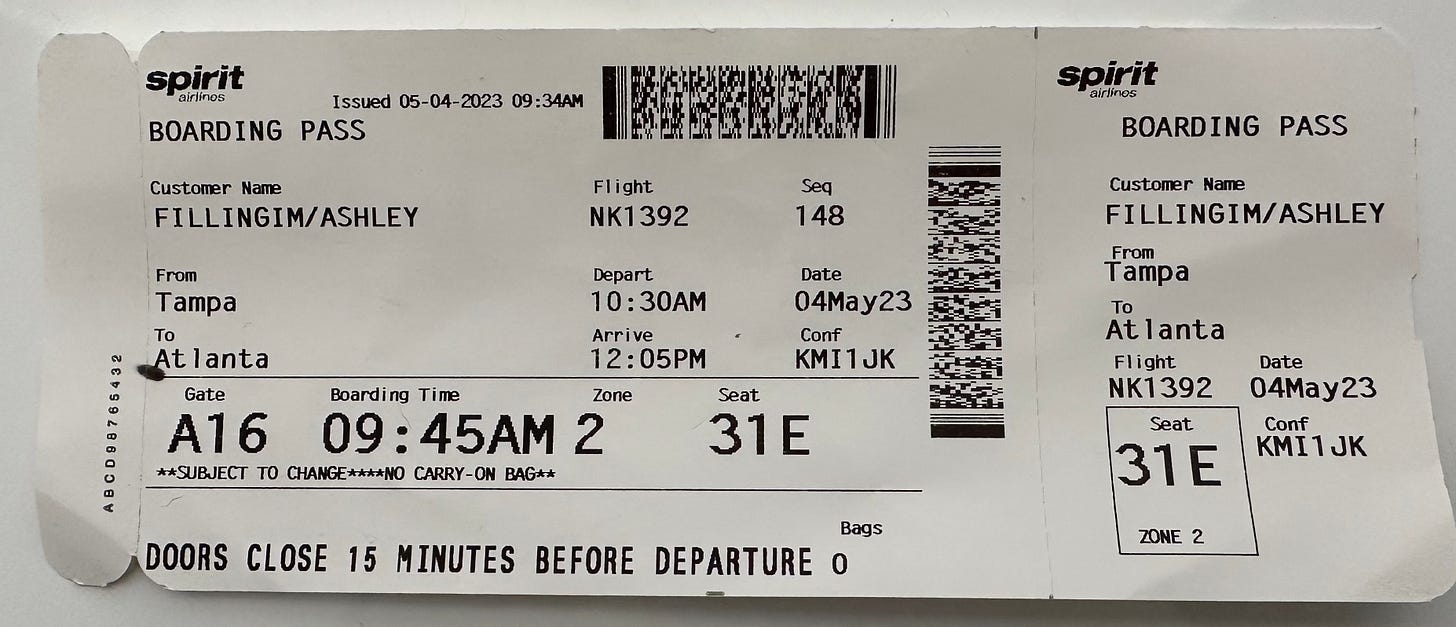 spirit
airlines
Issued 05-04-2023 09:34AM
BOARDING PASS
Customer Name Flight Seq
FILLINGIM/ASHLEY NK1392 148
From Depart Date
Tampa 10:30AM 04May23
To Arrive Conf
Atlanta 12:05PM KMI1JK
Gate Boarding Time Zone Seat
A16 09:45AM 2 31E
**SUBJECT TO CHANGE****NO CARRY-ON BAG**
Bags
DOORS CLOSE 15 MINUTES BEFORE DEPARTURE 0
ABCD98765432
spirit
airlines
BOARDING PASS
Customer Name
FILLINGIM/ASHLEY
From
Tampa
To
Atlanta
Flight Date
NK1392 04May23
Seat Conf
31E KMI1JK
ZONE 2